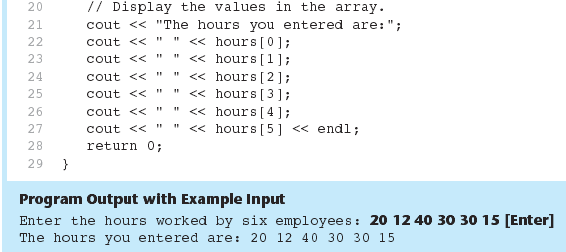 20 // Display the values in the array.
21 cout << "The hours you entered are:";
22 cout << " " << hours[0];
23 cout << " " << hours[1];
24 cout << " " << hours[2];
25 cout << " " << hours[3];
26 cout << " " << hours[4];
27 cout << " " << hours[5] << endl;
28 return 0;
29 }
Program Output with Example Input
Enter the hours worked by six employees: 20 12 40 30 30 15 [Enter]
The hours you entered are: 20 12 40 30 30 15